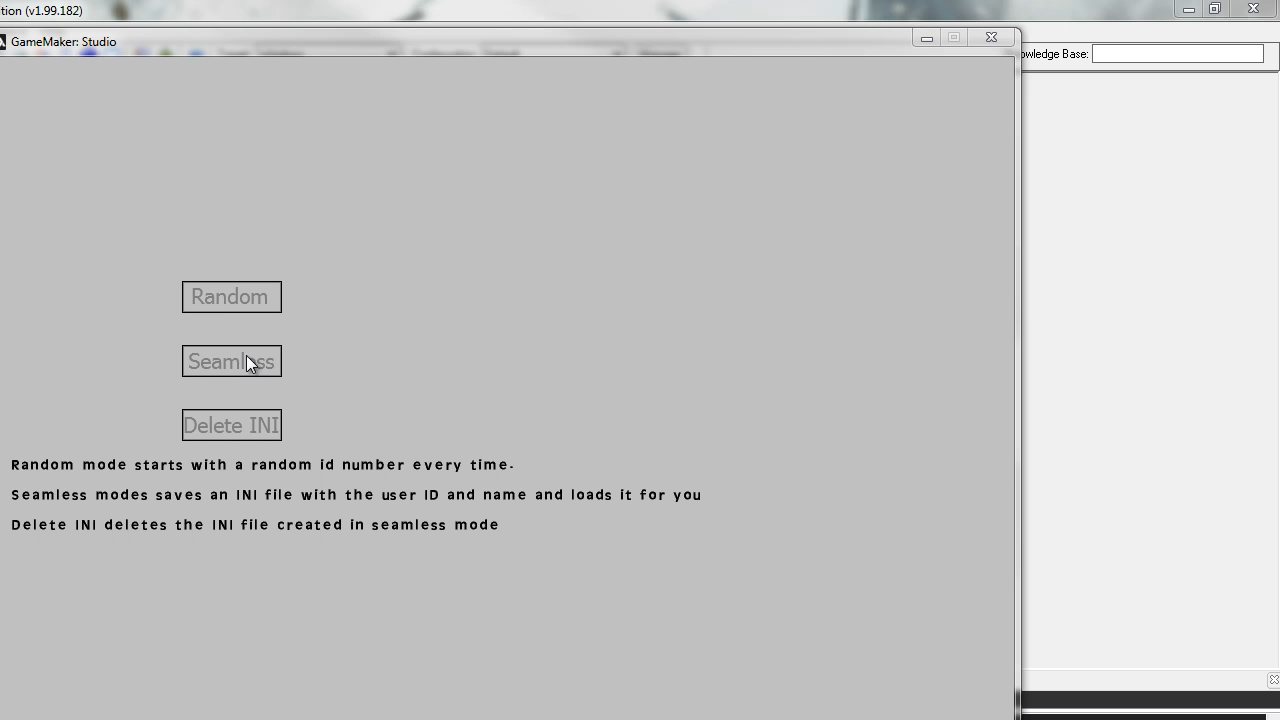 tion (v1.99.182)
GameMaker: Studio
owledge Base:
Random
Seamless
Delete INI
Random mode starts with a random id number every time.
Seamless modes saves an INI file with the user ID and name and loads it for you
Delete INI deletes the INI file created in seamless mode